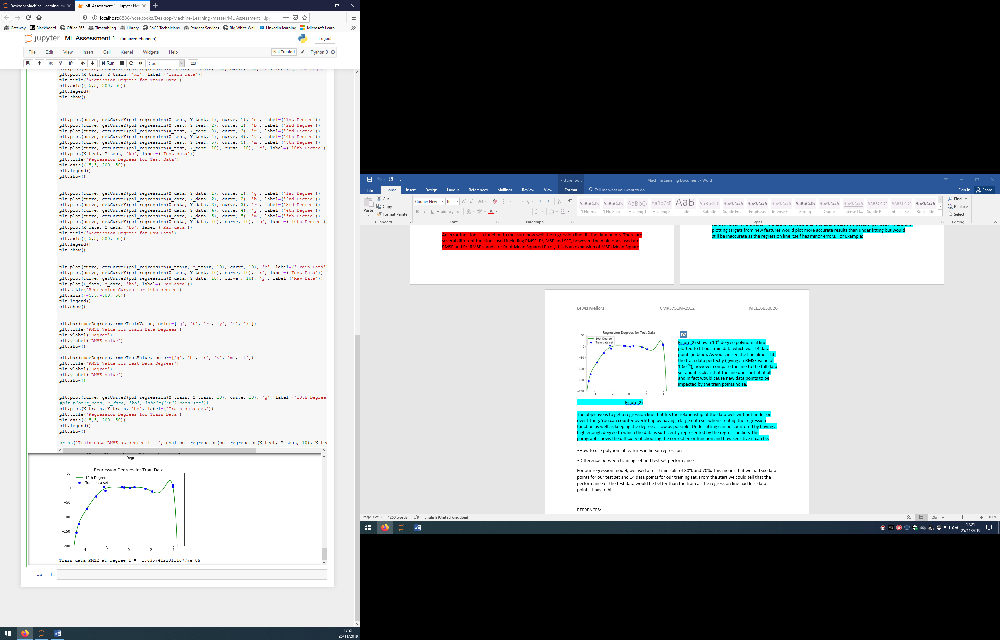 Desktop/Machine-Learning-m
ML Assessment 1 - Jupyter Not
localhost:8888/notebooks/Desktop/Machine-Learning-master/ML Assessment 1.ipy
Gateway Blackboard Office 365 Timetabling Library SoCS Technicians Student Services Big White Wall LinkedIn learning Microsoft Learn
jupyter ML Assessment 1 (unsaved changes)
Logout
File Edit View Insert Cell Kernel Widgets Help
Not Trusted Python 3
Run Code
plt.plot(X_train, Y_train, 'ko', label=('Train data'))
plt.title('Regression Degrees for Train Data')
plt.axis((-5,5,-200, 50))
plt.legend()
plt.show()
plt.plot(curve, getCurveY(pol_regression(X_test, Y_test, 1), curve, 1), 'g', label=('1st Degree'))
plt.plot(curve, getCurveY(pol_regression(X_test, Y_test, 2), curve, 2), 'b', label=('2nd Degree'))
plt.plot(curve, getCurveY(pol_regression(X_test, Y_test, 3), curve, 3), 'r', label=('3rd Degree'))
plt.plot(curve, getCurveY(pol_regression(X_test, Y_test, 4), curve, 4), 'y', label=('4th Degree'))
plt.plot(curve, getCurveY(pol_regression(X_test, Y_test, 5), curve, 5), 'm', label=('5th Degree'))
plt.plot(curve, getCurveY(pol_regression(X_test, Y_test, 10), curve, 10), 'c', label=('10th Degree')
plt.plot(X_test, Y_test, 'ko', label=('Test data'))
plt.title('Regression Degrees for Test Data')
plt.axis((-5,5,-200, 50))
plt.legend()
plt.show()
plt.plot(curve, getCurveY(pol_regression(X_data, Y_data, 1), curve, 1), 'g', label=('1st Degree'))
plt.plot(curve, getCurveY(pol_regression(X_data, Y_data, 2), curve, 2), 'b', label=('2nd Degree'))
plt.plot(curve, getCurveY(pol_regression(X_data, Y_data, 3), curve, 3), 'r', label=('3rd Degree'))
plt.plot(curve, getCurveY(pol_regression(X_data, Y_data, 4), curve, 4), 'y', label=('4th Degree'))
plt.plot(curve, getCurveY(pol_regression(X_data, Y_data, 5), curve, 5), 'm', label=('5th Degree'))
plt.plot(curve, getCurveY(pol_regression(X_data, Y_data, 10), curve, 10), 'c', label=('10th Degree')
plt.plot(X_data, Y_data, 'ko', label=('Raw data'))
plt.title('Regression Degrees for Raw Data')
plt.axis((-5,5,-200, 50))
plt.legend()
plt.show()
plt.plot(curve, getCurveY(pol_regression(X_train, Y_train, 10), curve, 10), 'b', label=('Train Data'
plt.plot(curve, getCurveY(pol_regression(X_test, Y_test, 10), curve, 10), 'r', label=('Test Data'))
plt.plot(curve, getCurveY(pol_regression(X_data, Y_data, 10), curve , 10), 'y', label=('Raw Data'))
plt.plot(X_data, Y_data, 'ko', label=('Raw data'))
plt.title('Regression Curves for 10th degree')
plt.axis((-5,5,-500, 50))
plt.legend()
plt.show()
plt.bar(rmseDegrees, rmseTrainValue, color=['g', 'b', 'r', 'y', 'm', 'k'])
plt.title('RMSE Value for Train Data Degrees')
plt.xlabel('Degree')
plt.ylabel('RMSE value')
plt.show()
plt.bar(rmseDegrees, rmseTestValue, color=['g', 'b', 'r', 'y', 'm', 'k'])
plt.title('RMSE Value for Test Data Degrees')
plt.xlabel('Degree')
plt.ylabel('RMSE value')
plt.show()
plt.plot(curve, getCurveY(pol_regression(X_train, Y_train, 10), curve, 10), 'g', label=('10th Degree
#plt.plot(X_data, Y_data, 'ko', label=('Full data set'))
plt.plot(X_train, Y_train, 'bo', label=('Train data set'))
plt.title('Regression Degrees for Train Data')
plt.axis((-5,5,-200, 50))
plt.legend()
plt.show()
print('Train data RMSE at degree 1 = ', eval_pol_regression(pol_regression(X_test, Y_test, 10), X_te
Degree
Regression Degrees for Train Data
10th Degree
Train data set
50
0
−50
−100
−150
−200
−4 −2 0 2 4
Train data RMSE at degree 1 =  1.6357412201116777e-09
In [ ]:
17:21
25/11/2019
Picture Tools
Machine Learning Document - Word
File Home Insert Design Layout References Mailings Review View Format Tell me what you want to do...
Sign in Share
Paste
Cut
Copy
Format Painter
Clipboard
Courier New 10
Font
Paragraph
AaBbCcDc AaBbCcDc AaBbC AaBbCcD AaB AaBbCcD AaBbCcDc AaBbCcDc AaBbCcDc AaBbCcDc AaBbCcDc AaBbCcDc AABBCCDC AABBCCDC AaBbCcDc
¶ Normal ¶ No Spac... Heading 1 Heading 2 Title Subtitle Subtle Em... Emphasis Intense E... Strong Quote Intense Q... Subtle Ref... Intense Re... Book Title
Styles
Find
Replace
Select
Editing
An error function is a function to measure how well the regression line fits the data points. There are
several different functions used including RMSE, R², MSE and SSE, however, the main ones used are
RMSE and R². RMSE stands for Root Mean Squared Error, this is an expansion of MSE (Mean Square
plotting targets from new features would plot more accurate results than under fitting but would
still be inaccurate as the regression line itself has minor errors. For Example:
Lewis Mellors CMP3751M-1912 MEL16630826
Regression Degrees for Test Data
10th Degree
Train data set
50
0
−50
−100
−150
−200
−4 −2 0 2 4
Figure(2) show a 10th degree polynomial line
plotted to fit out train data which was 14 data
points(in blue). As you can see the line almost fits
the train data perfectly (giving an RMSE value of
1.6e-09), however compare the line to the full data
set and it is clear that the line does not fit at all
and in fact would cause new data points to be
impacted by the train points noise.
Figure(2)
The objective is to get a regression line that fits the relationship of the data well without under or
over fitting. You can counter overfitting by having a large data set when creating the regression
function as well as keeping the degree as low as possible. Under fitting can be countered by having a
high enough degree to which the data is sufficiently represented by the regression line. This
paragraph shows the difficulty of choosing the correct error function and how sensitive it can be.
•How to use polynomial features in linear regression
•Difference between training set and test set performance
For our regression model, we used a test train split of 30% and 70%. This meant that we had six data
points for our test set and 14 data points for our training set. From the start we could tell that the
performance of the test data would be better than the train as the regression line had less data
points it has to hit
REFRENCES:
Page 3 of 3 1260 words English (United Kingdom) 100%
17:21
25/11/2019